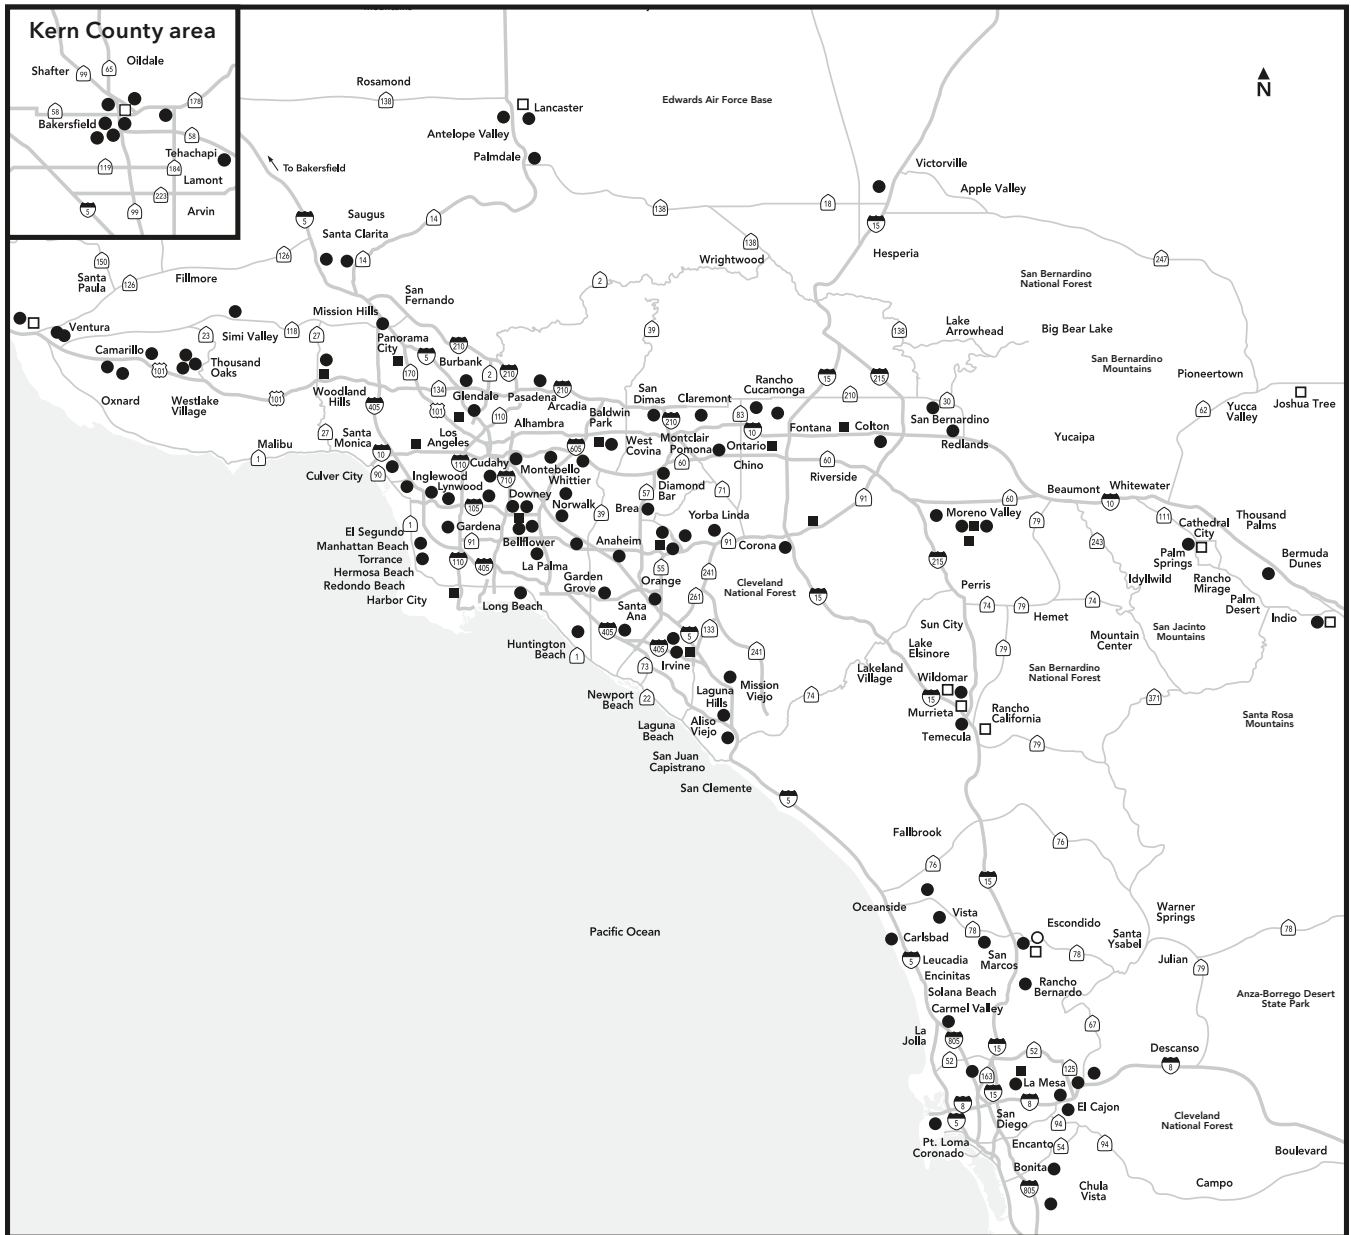 Kern County area
Oildale
Shafter
99
65
58
178
Bakersfield
58
Tehachapi
119
184
Lamont
223
5
99
Arvin
Rosamond
138
Edwards Air Force Base
N
Lancaster
Antelope Valley
Palmdale
To Bakersfield
Victorville
Apple Valley
138
18
Saugus
5
14
15
Santa Clarita
138
Hesperia
126
14
Wrightwood
247
150
Santa
Paula
126
Fillmore
2
San Bernardino
National Forest
San
Fernando
Mission Hills
Ventura
23
Simi Valley
118
27
39
138
Lake
Arrowhead
Big Bear Lake
Panorama
City
5
210
Camarillo
Thousand
Oaks
101
170
Burbank
2
210
San Bernardino
Mountains
Pioneertown
15
215
Rancho
Cucamonga
134
Pasadena
210
Arcadia
San
Dimas
Claremont
210
30
Joshua Tree
Oxnard
Westlake
Village
101
Woodland
Hills
405
Glendale
101
110
Alhambra
Baldwin
Park
210
83
10
Fontana
Colton
San Bernardino
62
Yucca
Valley
27
Santa
Monica
Los
Angeles
605
West
Covina
Montclair
Pomona
Ontario
Redlands
Yucaipa
Malibu
1
10
110
Cudahy
Montebello
60
Chino
60
Riverside
Culver City
90
Inglewood
710
Whittier
Diamond
Bar
71
Lynwood
105
Downey
57
91
60
Beaumont
10
Whitewater
Norwalk
39
Brea
Yorba Linda
Moreno Valley
79
111
Cathedral
City
Thousand
Palms
El Segundo
1
Gardena
91
Bellflower
Anaheim
91
Corona
243
Manhattan Beach
Torrance
110
405
La Palma
55
215
Palm
Springs
Bermuda
Dunes
Hermosa Beach
Redondo Beach
Garden
Grove
Orange
241
Cleveland
National Forest
Perris
Idyllwild
Rancho
Mirage
Harbor City
Long Beach
261
15
74
79
74
Palm
Desert
Santa
Ana
Hemet
Indio
Sun City
San Jacinto
Mountains
Huntington
Beach
405
5
133
Mountain
Center
1
405
Irvine
241
Lake
Elsinore
79
73
Lakeland
Village
San Bernardino
National Forest
Wildomar
Newport
Beach
22
Laguna
Hills
Mission
Viejo
74
15
371
Murrieta
Rancho
California
Santa Rosa
Mountains
Laguna
Beach
Aliso
Viejo
Temecula
79
San Juan
Capistrano
San Clemente
5
Fallbrook
76
76
15
Oceanside
Vista
Warner
Springs
Pacific Ocean
Escondido
78
Carlsbad
78
Santa
Ysabel
5
Leucadia
San
Marcos
78
Julian
79
Encinitas
Rancho
Bernardo
Solana Beach
Anza-Borrego Desert
State Park
Carmel Valley
67
La
Jolla
805
15
52
Descanso
52
125
8
163
La Mesa
15
8
8
El Cajon
5
San
Diego
94
Cleveland
National Forest
Pt. Loma
Encanto
54
94
Coronado
Boulevard
Bonita
805
Chula
Vista
Campo